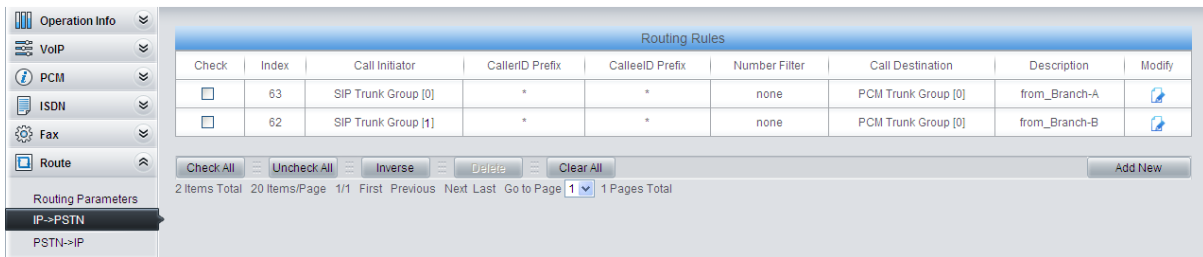 Operation Info
VoIP
PCM
ISDN
Fax
Route
Routing Parameters
IP->PSTN
PSTN->IP
Routing Rules
Check Index Call Initiator CallerID Prefix CalleeID Prefix Number Filter Call Destination Description Modify
63 SIP Trunk Group [0] * * none PCM Trunk Group [0] from_Branch-A
62 SIP Trunk Group [1] * * none PCM Trunk Group [0] from_Branch-B
Check All Uncheck All Inverse Delete Clear All Add New
2 Items Total 20 Items/Page 1/1 First Previous Next Last Go to Page 1 1 Pages Total